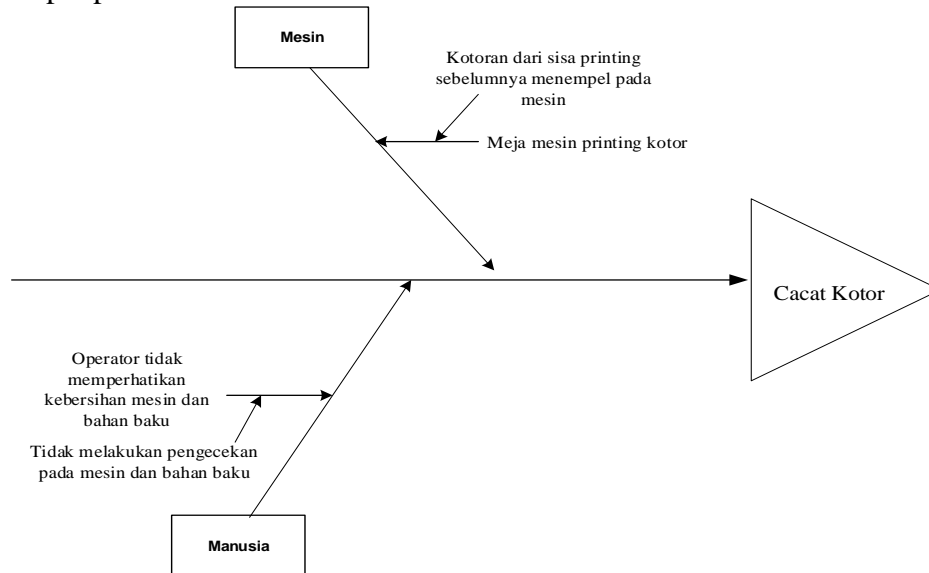 Mesin
Kotoran dari sisa printing
sebelumnya menempel pada
mesin
Meja mesin printing kotor
Cacat Kotor
Operator tidak
memperhatikan
kebersihan mesin dan
bahan baku
Tidak melakukan pengecekan
pada mesin dan bahan baku
Manusia